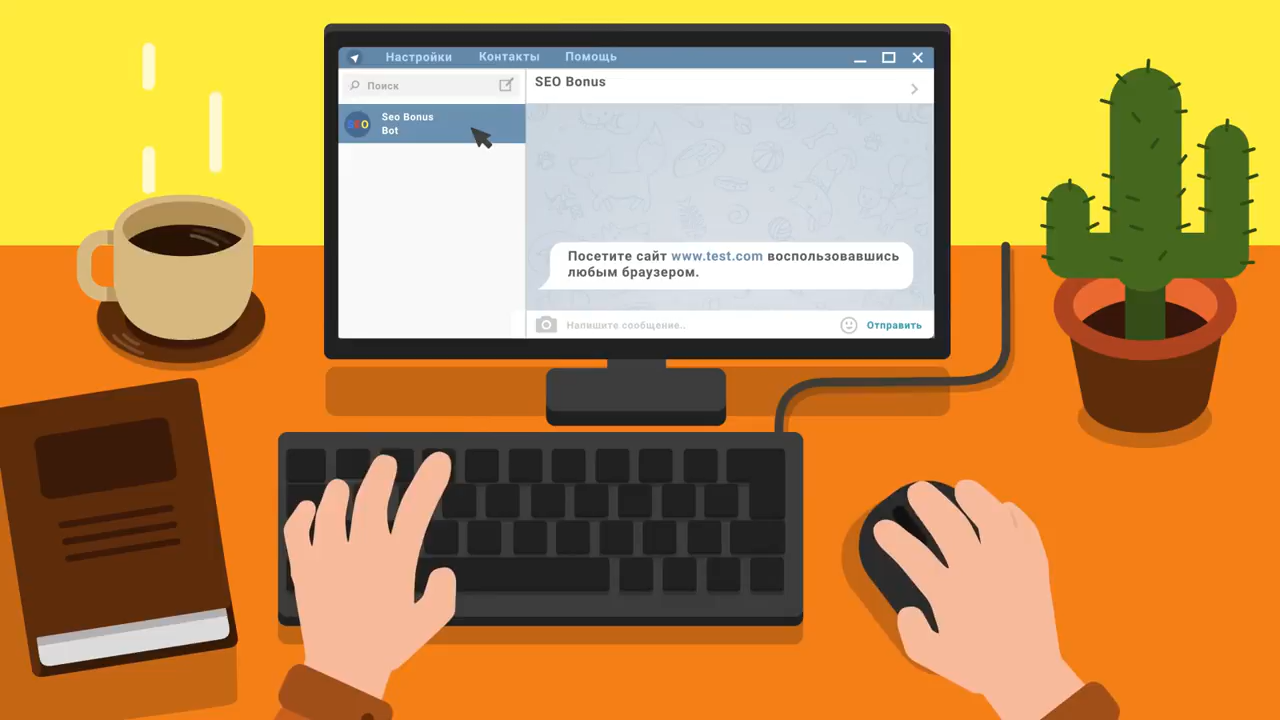 Настройки Контакты Помощь
Поиск
SEO Bonus
SEO
Seo Bonus
Bot
Посетите сайт www.test.com воспользовавшись
любым браузером.
Напишите сообщение...
Отправить